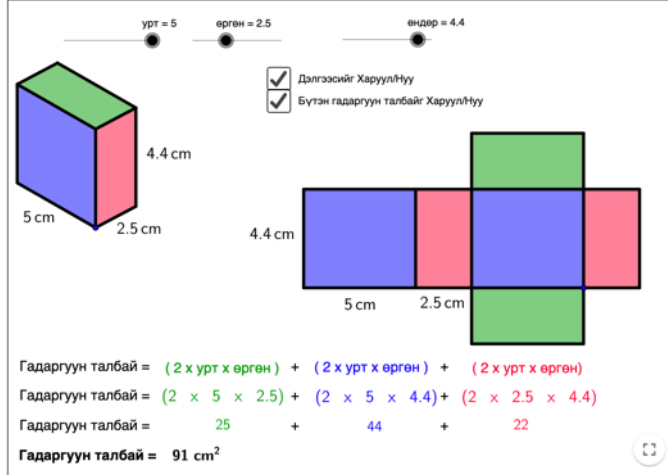 урт = 5 өргөн = 2.5 өндөр = 4.4
Дэлгээсийг Харуул/Нуу
Бүтэн гадаргуун талбайг Харуул/Нуу
4.4 cm
5 cm
2.5 cm
4.4 cm
5 cm 2.5 cm
Гадаргуун талбай = ( 2 x урт x өргөн ) + ( 2 x урт x өргөн ) + ( 2 x урт x өргөн)
Гадаргуун талбай = (2 x 5 x 2.5) + (2 x 5 x 4.4) + (2 x 2.5 x 4.4)
Гадаргуун талбай = 25 + 44 + 22
Гадаргуун талбай = 91 cm²